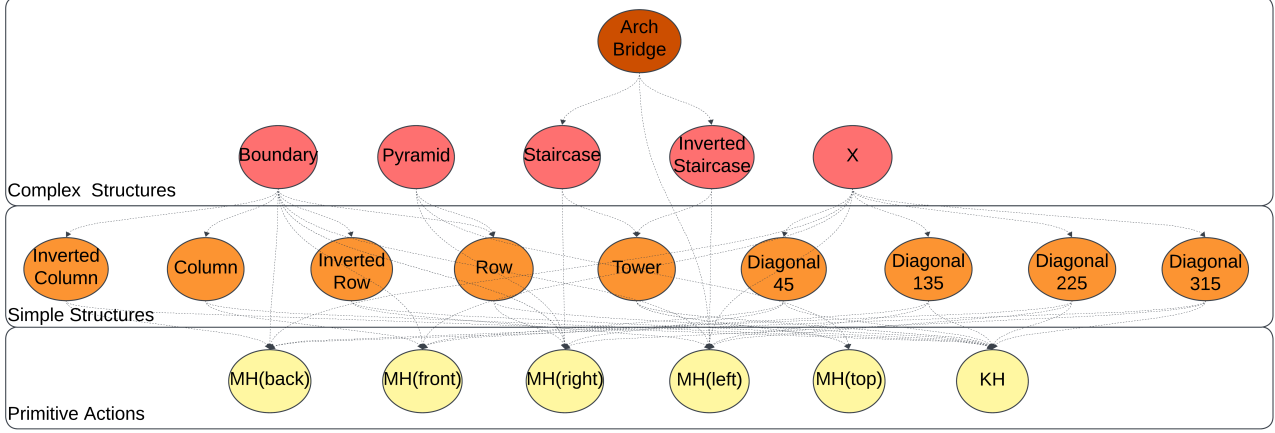 Arch
Bridge
Boundary
Pyramid
Staircase
Inverted
Staircase
X
Complex Structures
Inverted
Column
Column
Inverted
Row
Row
Tower
Diagonal
45
Diagonal
135
Diagonal
225
Diagonal
315
Simple Structures
MH(back)
MH(front)
MH(right)
MH(left)
MH(top)
KH
Primitive Actions